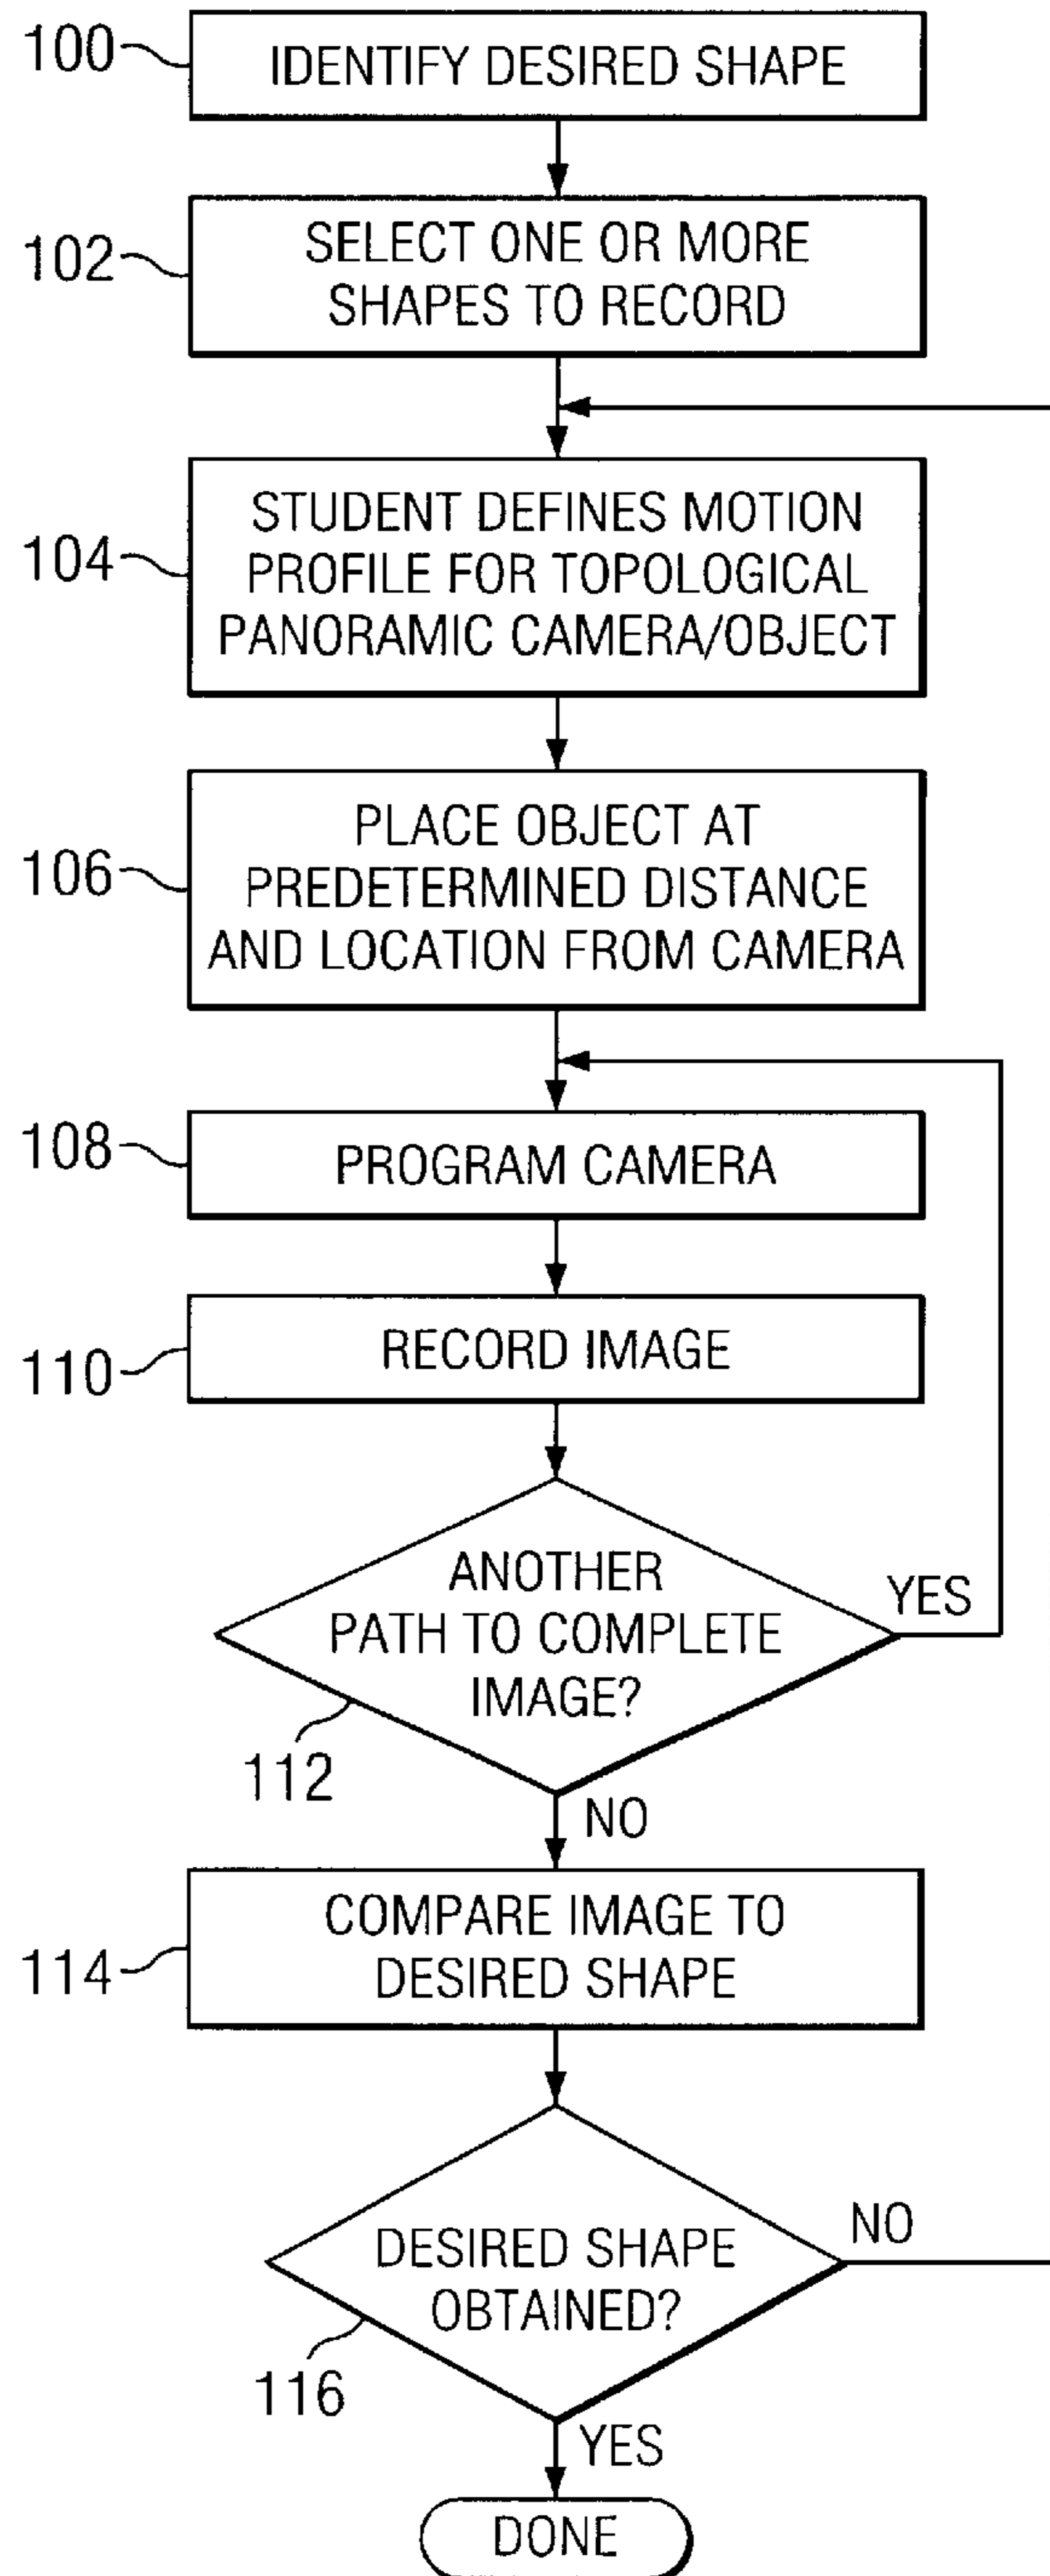 100
IDENTIFY DESIRED SHAPE
102
SELECT ONE OR MORE
SHAPES TO RECORD
104
STUDENT DEFINES MOTION
PROFILE FOR TOPOLOGICAL
PANORAMIC CAMERA/OBJECT
106
PLACE OBJECT AT
PREDETERMINED DISTANCE
AND LOCATION FROM CAMERA
108
PROGRAM CAMERA
110
RECORD IMAGE
ANOTHER
PATH TO COMPLETE
IMAGE?
YES
112
NO
114
COMPARE IMAGE TO
DESIRED SHAPE
DESIRED SHAPE
OBTAINED?
NO
116
YES
DONE